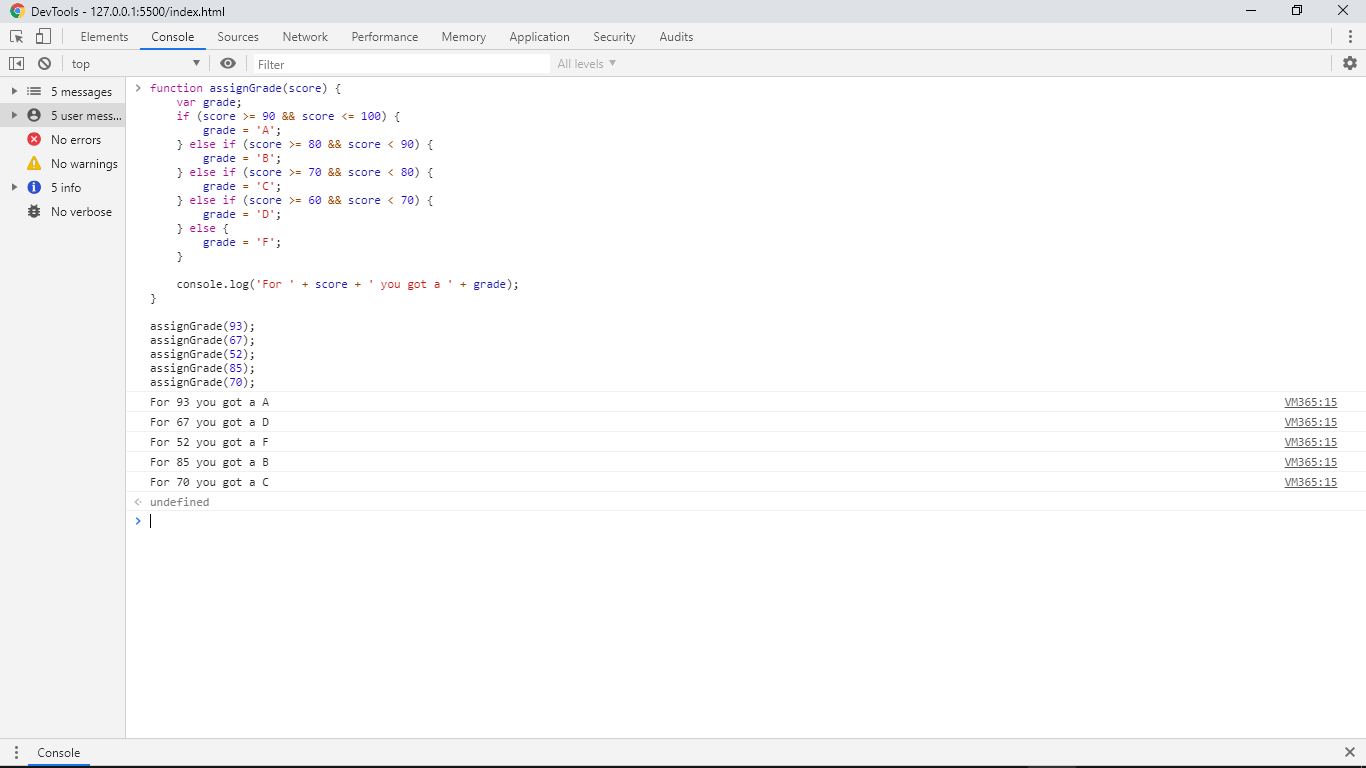 DevTools - 127.0.0.1:5500/index.html
Elements Console Sources Network Performance Memory Application Security Audits
top Filter All levels
5 messages
5 user mess...
No errors
No warnings
5 info
No verbose
function assignGrade(score) {
    var grade;
    if (score >= 90 && score <= 100) {
        grade = 'A';
    } else if (score >= 80 && score < 90) {
        grade = 'B';
    } else if (score >= 70 && score < 80) {
        grade = 'C';
    } else if (score >= 60 && score < 70) {
        grade = 'D';
    } else {
        grade = 'F';
    }
    console.log('For ' + score + ' you got a ' + grade);
}
assignGrade(93);
assignGrade(67);
assignGrade(52);
assignGrade(85);
assignGrade(70);
For 93 you got a A VM365:15
For 67 you got a D VM365:15
For 52 you got a F VM365:15
For 85 you got a B VM365:15
For 70 you got a C VM365:15
undefined
Console